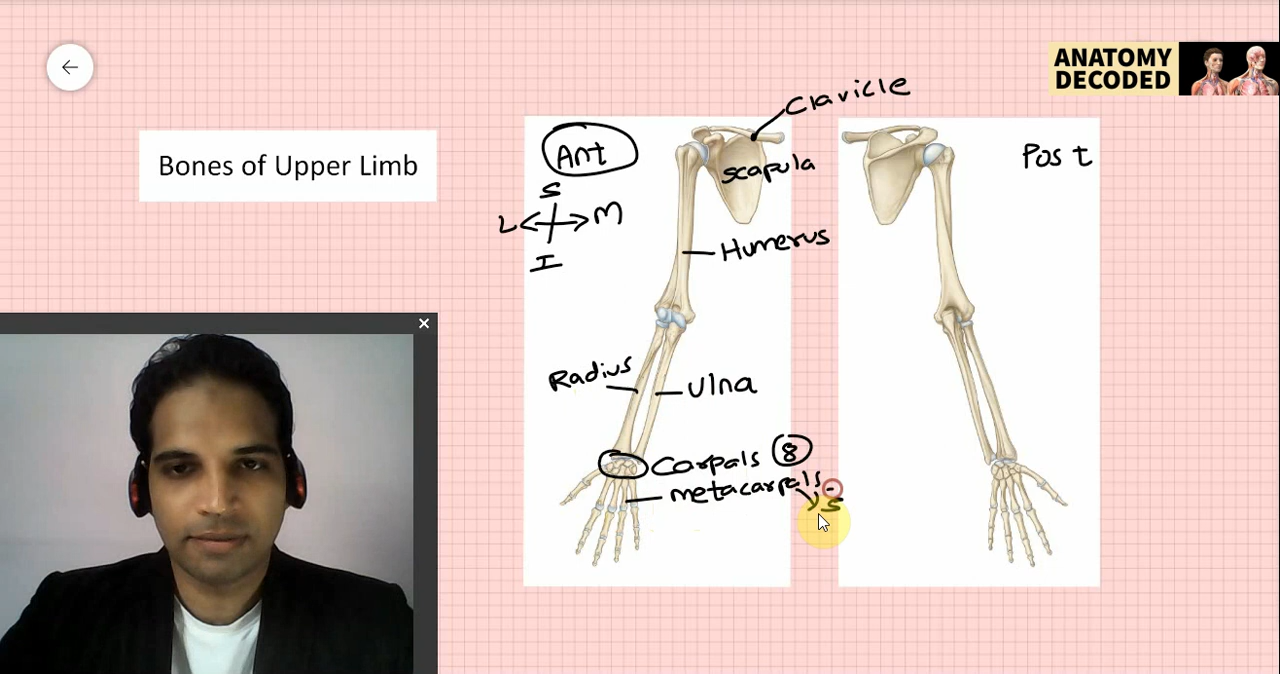 ANATOMY
DECODED
Bones of Upper Limb
Ant
S
L M
I
Clavicle
Scapula
Humerus
Radius
Ulna
Carpals 8
metacarpals
5
Post